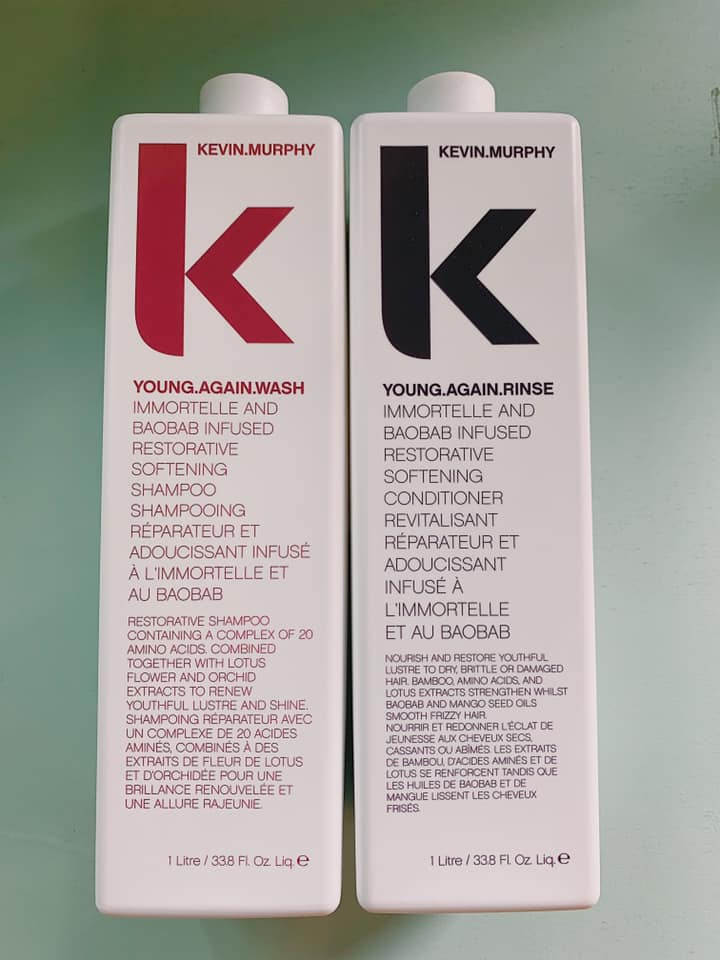 KEVIN.MURPHY
k
YOUNG.AGAIN.WASH
IMMORTELLE AND
BAOBAB INFUSED
RESTORATIVE
SOFTENING
SHAMPOO
SHAMPOOING
RÉPARATEUR ET
ADOUCISSANT INFUSÉ
À L'IMMORTELLE ET
AU BAOBAB
RESTORATIVE SHAMPOO
CONTAINING A COMPLEX OF 20
AMINO ACIDS. COMBINED
TOGETHER WITH LOTUS
FLOWER AND ORCHID
EXTRACTS TO RENEW
YOUTHFUL LUSTRE AND SHINE.
SHAMPOING RÉPARATEUR AVEC
UN COMPLEXE DE 20 ACIDES
AMINÉS, COMBINÉS À DES
EXTRAITS DE FLEUR DE LOTUS
ET D'ORCHIDÉE POUR UNE
BRILLANCE RENOUVELÉE ET
UNE ALLURE RAJEUNIE.
1 Litre / 33.8 Fl. Oz. Liq. e
KEVIN.MURPHY
k
YOUNG.AGAIN.RINSE
IMMORTELLE AND
BAOBAB INFUSED
RESTORATIVE
SOFTENING
CONDITIONER
REVITALISANT
RÉPARATEUR ET
ADOUCISSANT
INFUSÉ À
L'IMMORTELLE
ET AU BAOBAB
NOURISH AND RESTORE YOUTHFUL
LUSTRE TO DRY, BRITTLE OR DAMAGED
HAIR. BAMBOO, AMINO ACIDS, AND
LOTUS EXTRACTS STRENGTHEN WHILST
BAOBAB AND MANGO SEED OILS
SMOOTH FRIZZY HAIR.
NOURRIR ET REDONNER L'ÉCLAT DE
JEUNESSE AUX CHEVEUX SECS,
CASSANTS OU ABÎMÉS. LES EXTRAITS
DE BAMBOU, D'ACIDES AMINÉS ET DE
LOTUS SE RENFORCENT TANDIS QUE
LES HUILES DE BAOBAB ET DE
MANGUE LISSENT LES CHEVEUX
FRISÉS.
1 Litre / 33.8 Fl. Oz. Liq. e